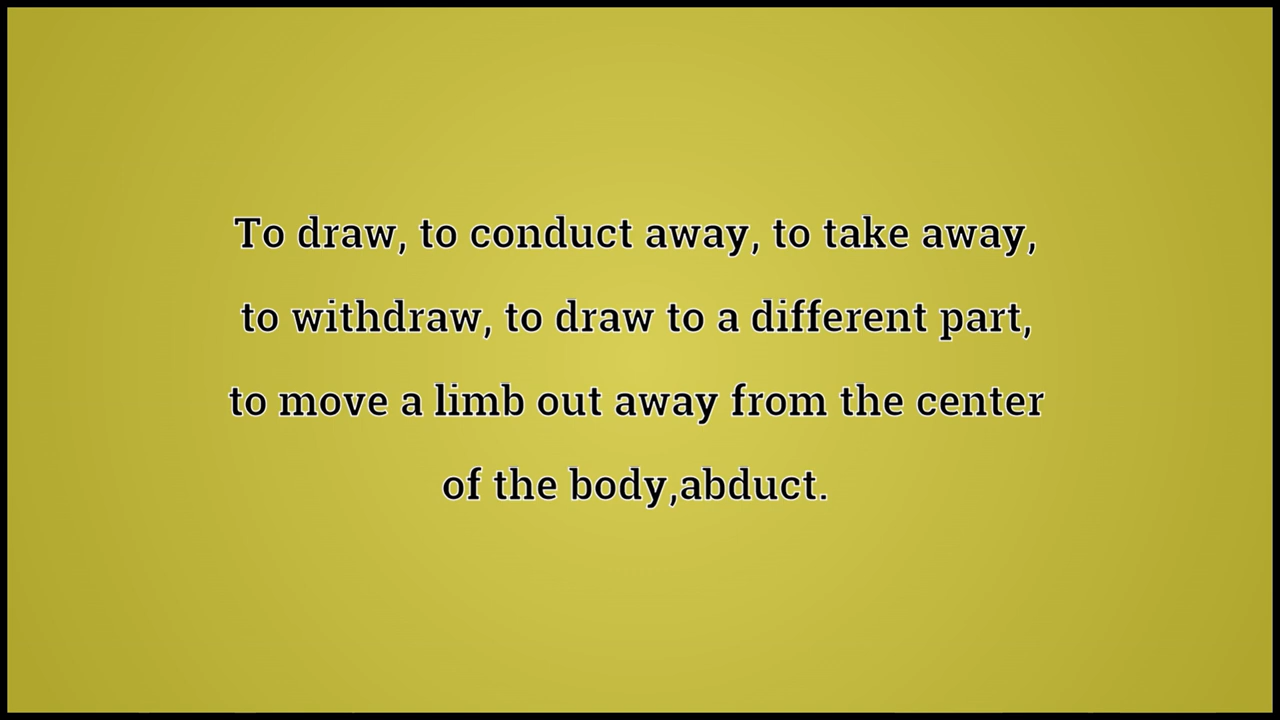 To draw, to conduct away, to take away,
to withdraw, to draw to a different part,
to move a limb out away from the center
of the body,abduct.